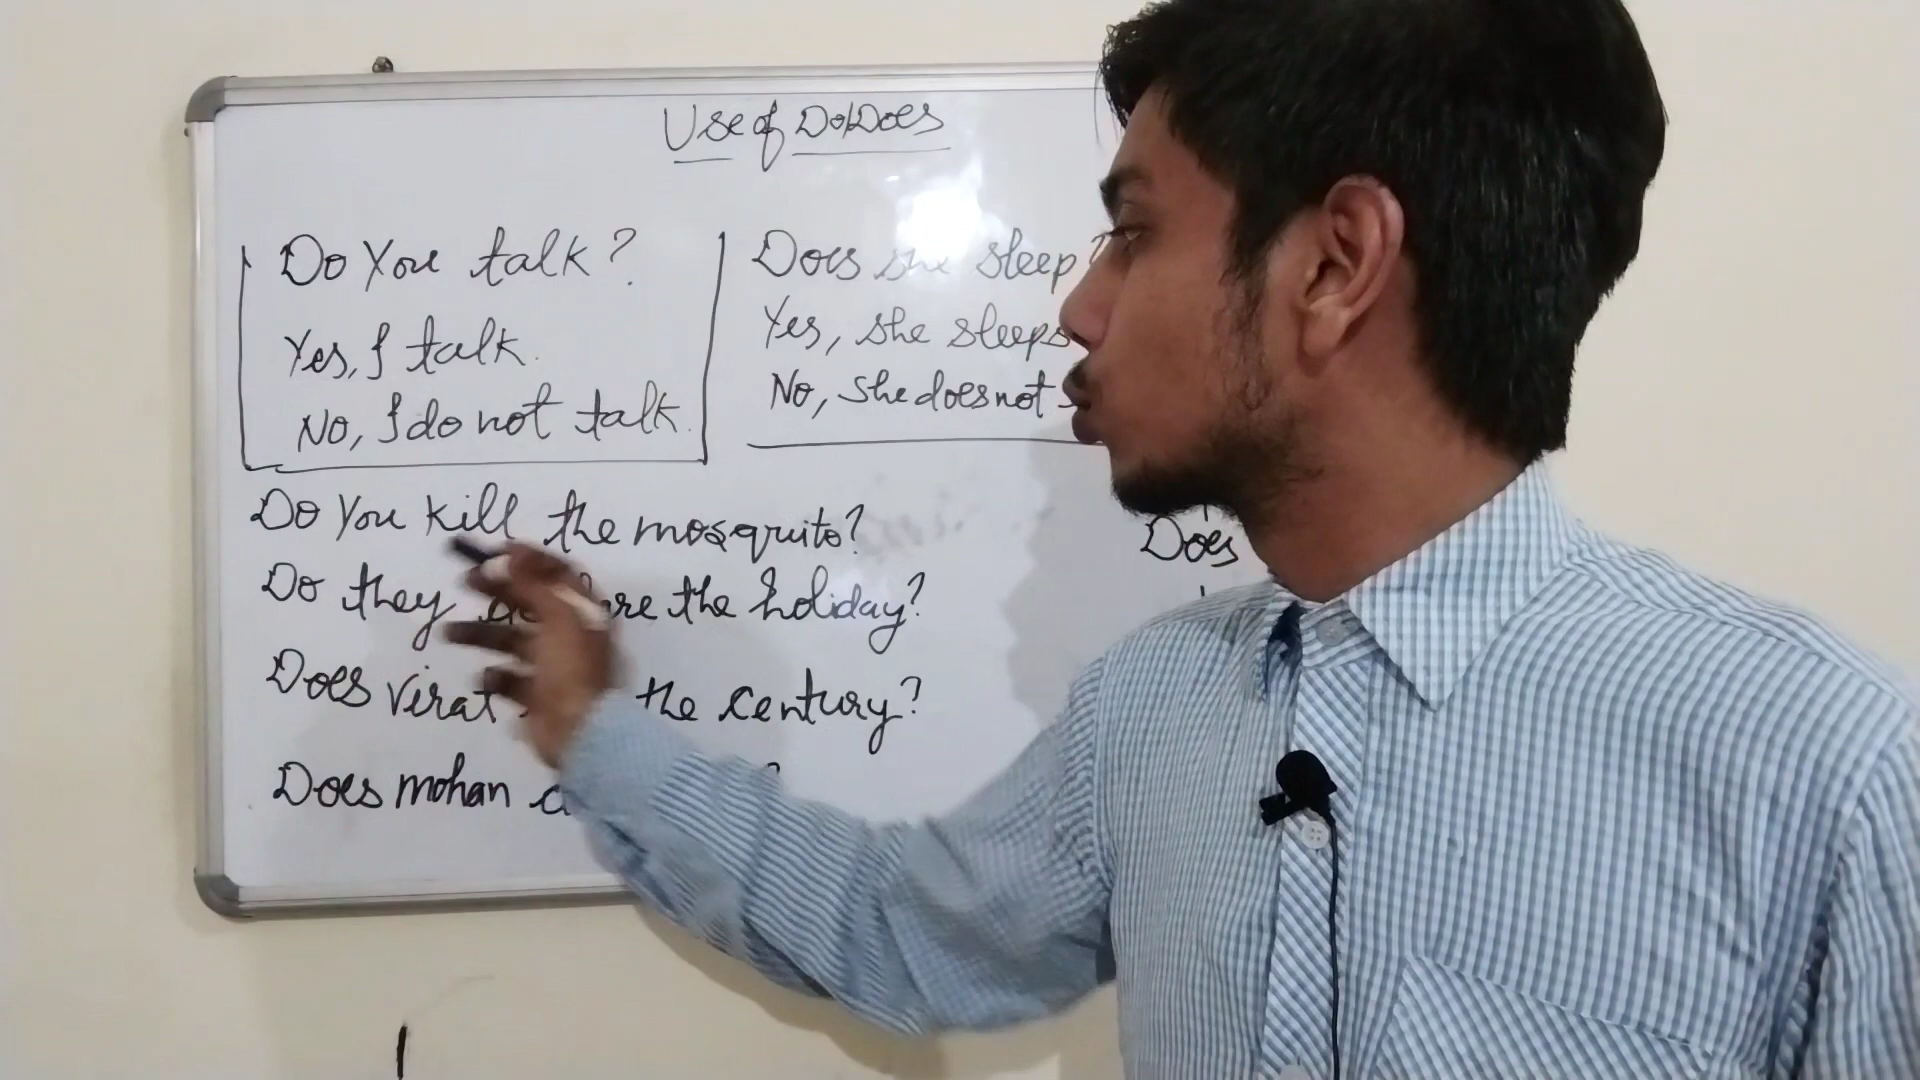 Use of Do/Does
Do You talk?
Yes, I talk.
No, I do not talk.
Does she sleep?
Yes, she sleeps
No, She does not
Do You kill the mosquito?
Do they the holiday?
Does Virat the century?
Does mohan
Does